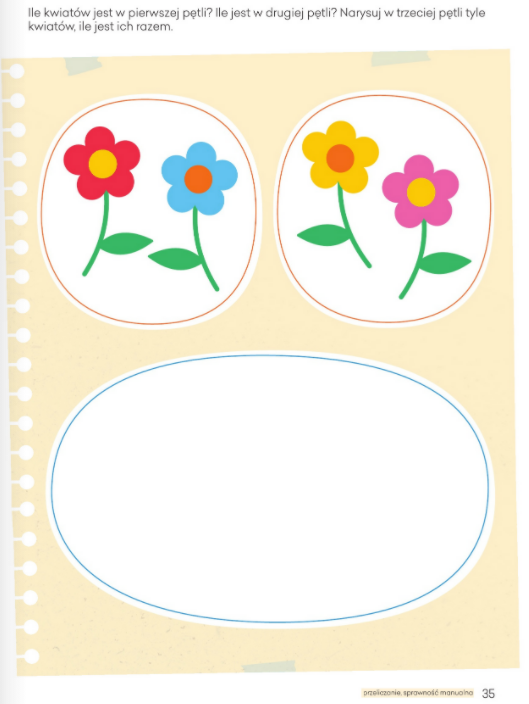 Ile kwiatów jest w pierwszej pętli? Ile jest w drugiej pętli? Narysuj w trzeciej pętli tyle
kwiatów, ile jest ich razem.
przeliczanie, sprawność manualna 35